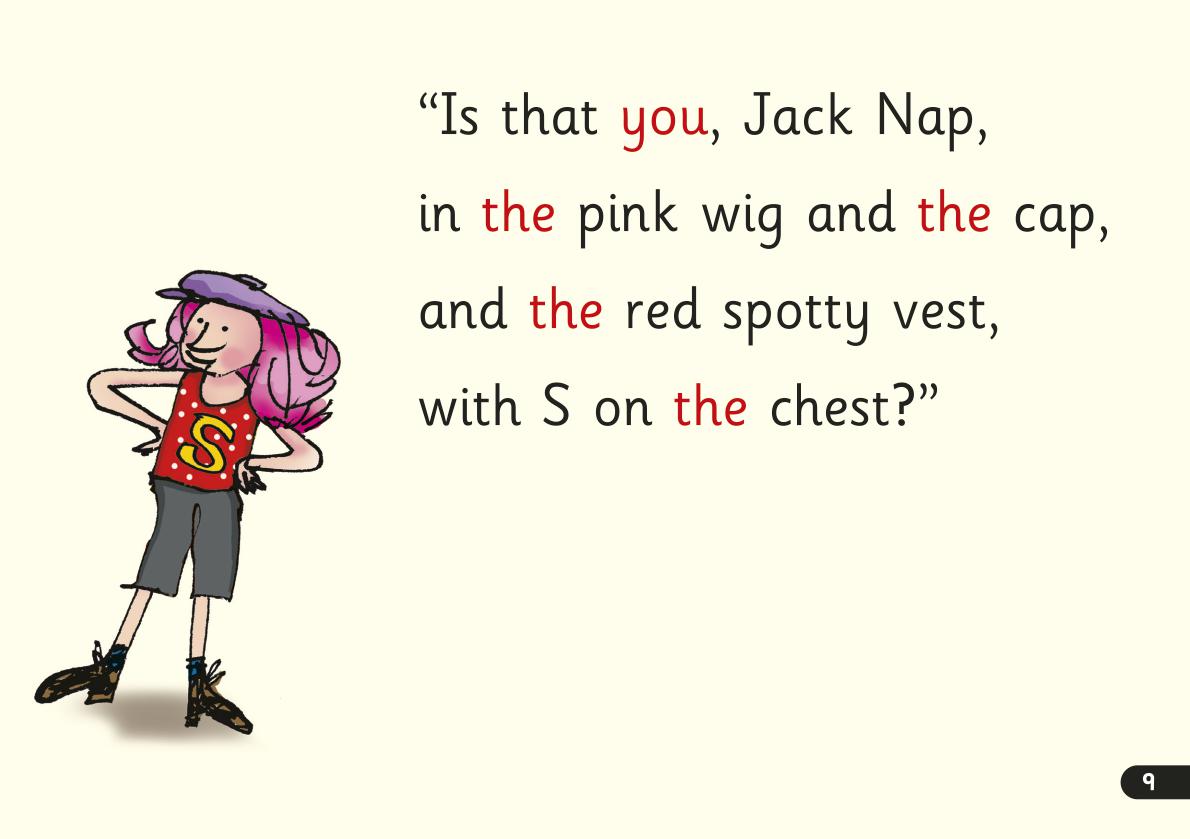 “Is that you, Jack Nap,
in the pink wig and the cap,
and the red spotty vest,
with S on the chest?”
S
9